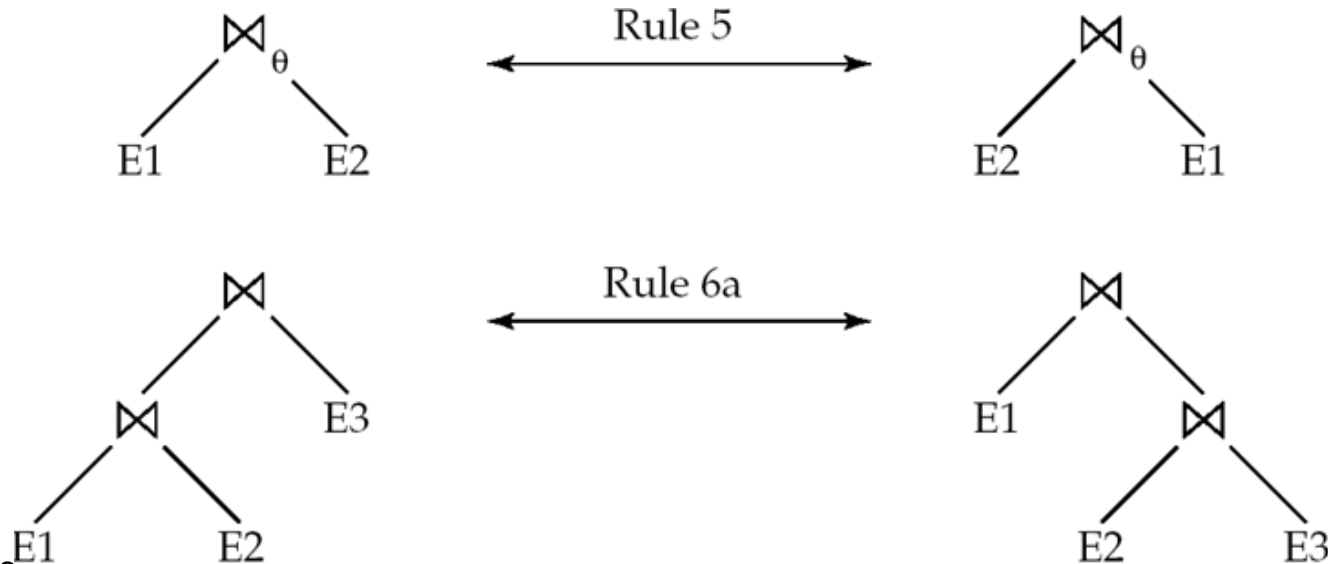 Rule 5
⋈θ ⋈θ
E1 E2 E2 E1
Rule 6a
⋈ ⋈
⋈ E3 E1 ⋈
E1 E2 E2 E3